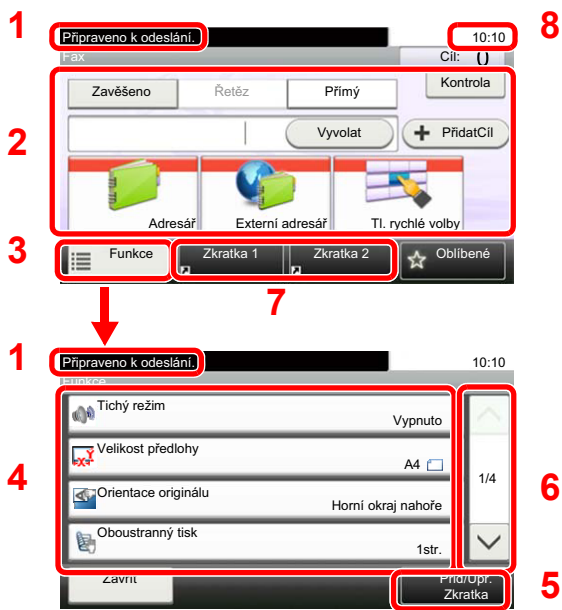 1
Připraveno k odeslání.
10:10
8
Fax
Cíl: 0
Zavěšeno
Řetěz
Přímý
Kontrola
2
Vyvolat
PřidatCíl
Adresář
Externí adresář
Tl. rychlé volby
3
Funkce
Zkratka 1
Zkratka 2
Oblíbené
7
1
Připraveno k odeslání.
10:10
Funkce
4
Tichý režim
Vypnuto
Velikost předlohy
A4
Orientace originálu
Horní okraj nahoře
Oboustranný tisk
1str.
1/4
6
Zavřít
Přid/Upr.
Zkratka
5